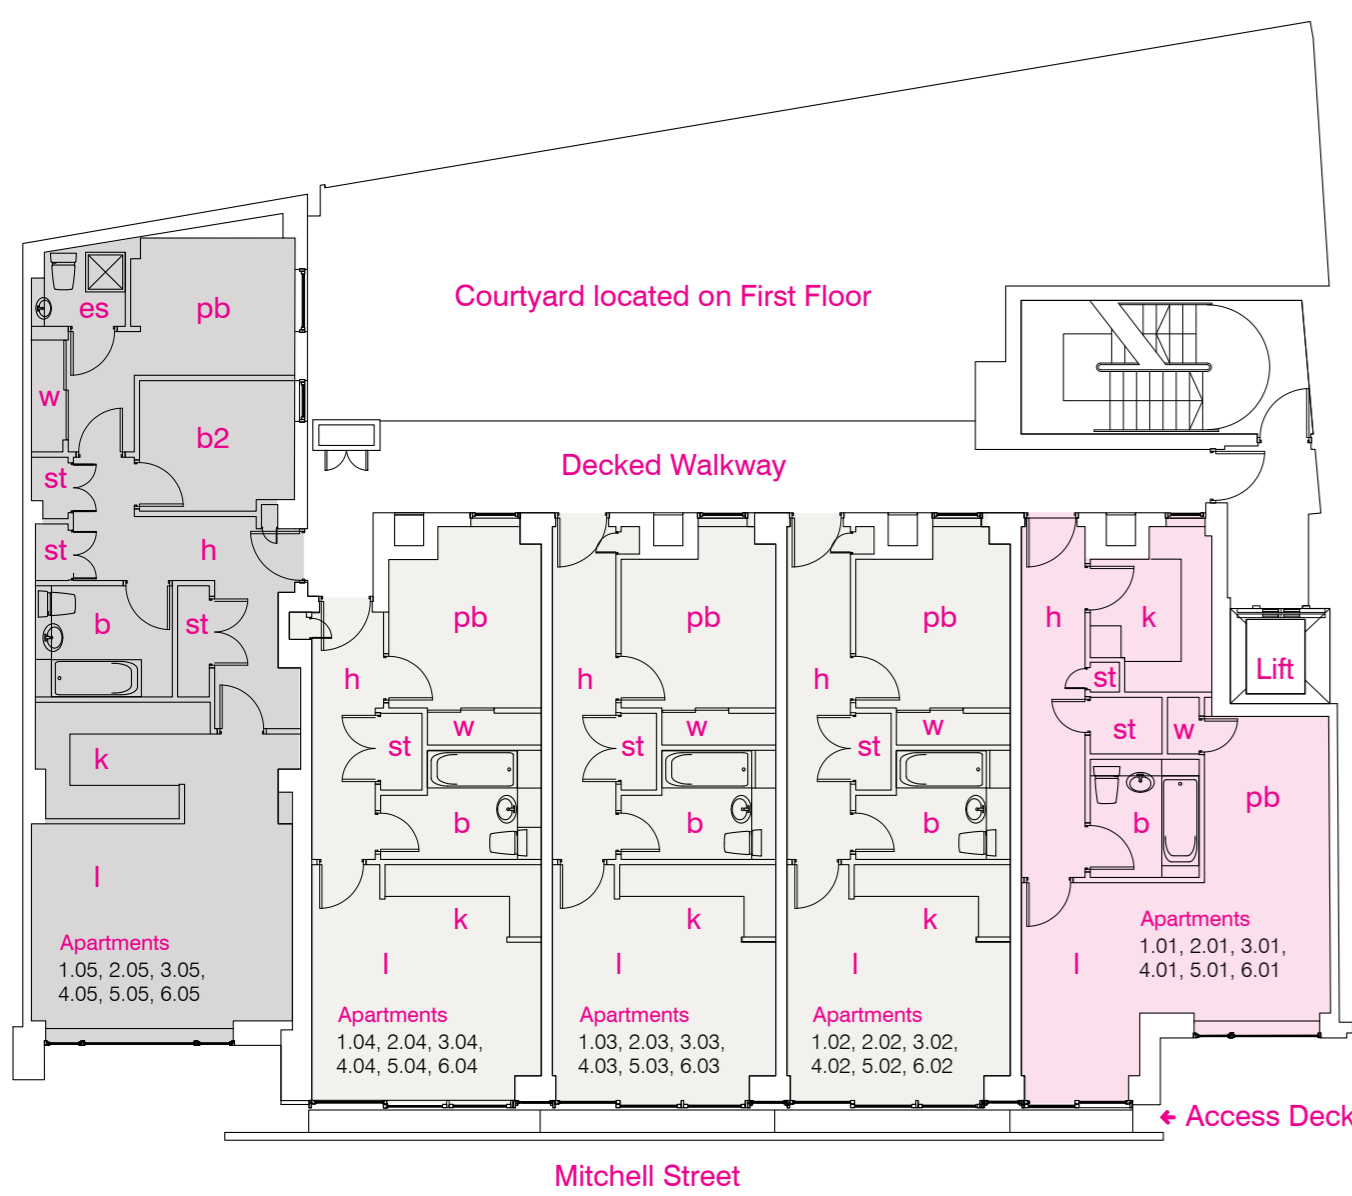 Courtyard located on First Floor
Decked Walkway
es
pb
w
b2
st
st
h
b
st
k
l
Apartments
1.05, 2.05, 3.05,
4.05, 5.05, 6.05
pb
h
w
st
b
k
l
Apartments
1.04, 2.04, 3.04,
4.04, 5.04, 6.04
pb
h
w
st
b
k
l
Apartments
1.03, 2.03, 3.03,
4.03, 5.03, 6.03
pb
h
w
st
b
k
l
Apartments
1.02, 2.02, 3.02,
4.02, 5.02, 6.02
h
k
st
st
w
pb
b
l
Apartments
1.01, 2.01, 3.01,
4.01, 5.01, 6.01
Lift
← Access Deck
Mitchell Street